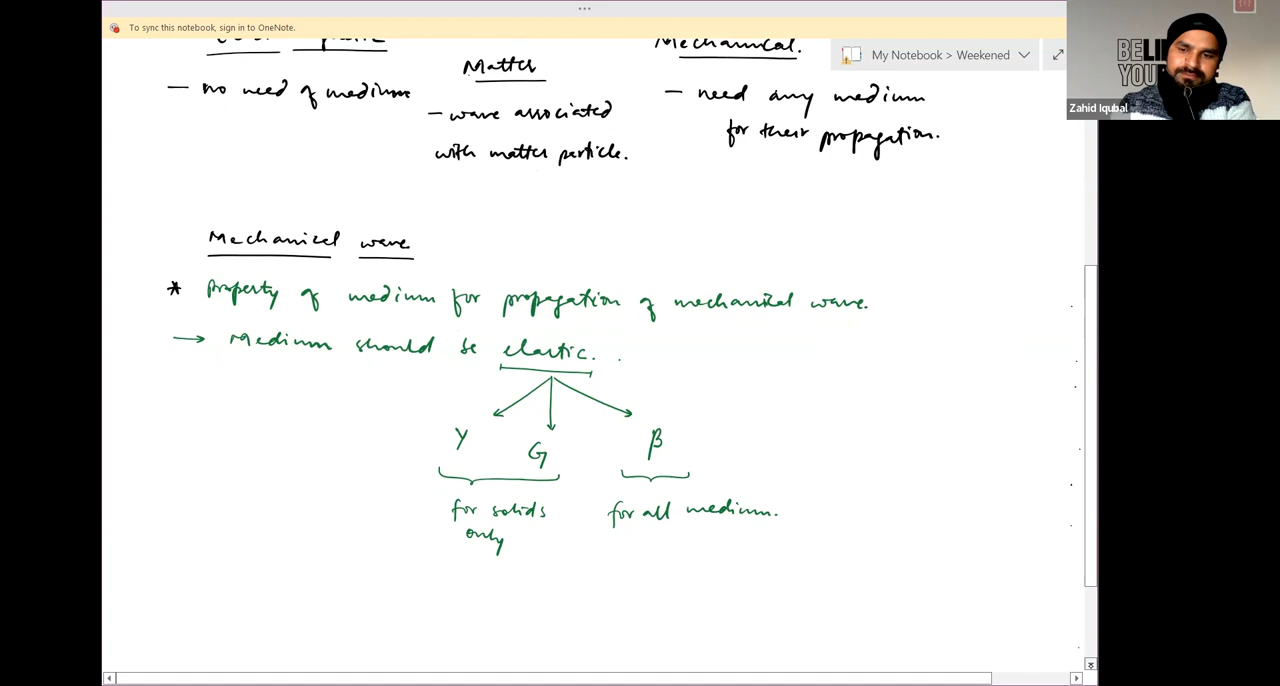 To sync this notebook, sign in to OneNote.
My Notebook > Weekened
BELI
YOU
Zahid Iqubal
Mechanical.
Matter
— no need of medium
— need any medium
for their propagation.
— wave associated
with matter particle.
Mechanical wave
* Property of medium for propagation of mechanical wave.
→ Medium should be elastic.
Y G β
for solids only
for all medium.